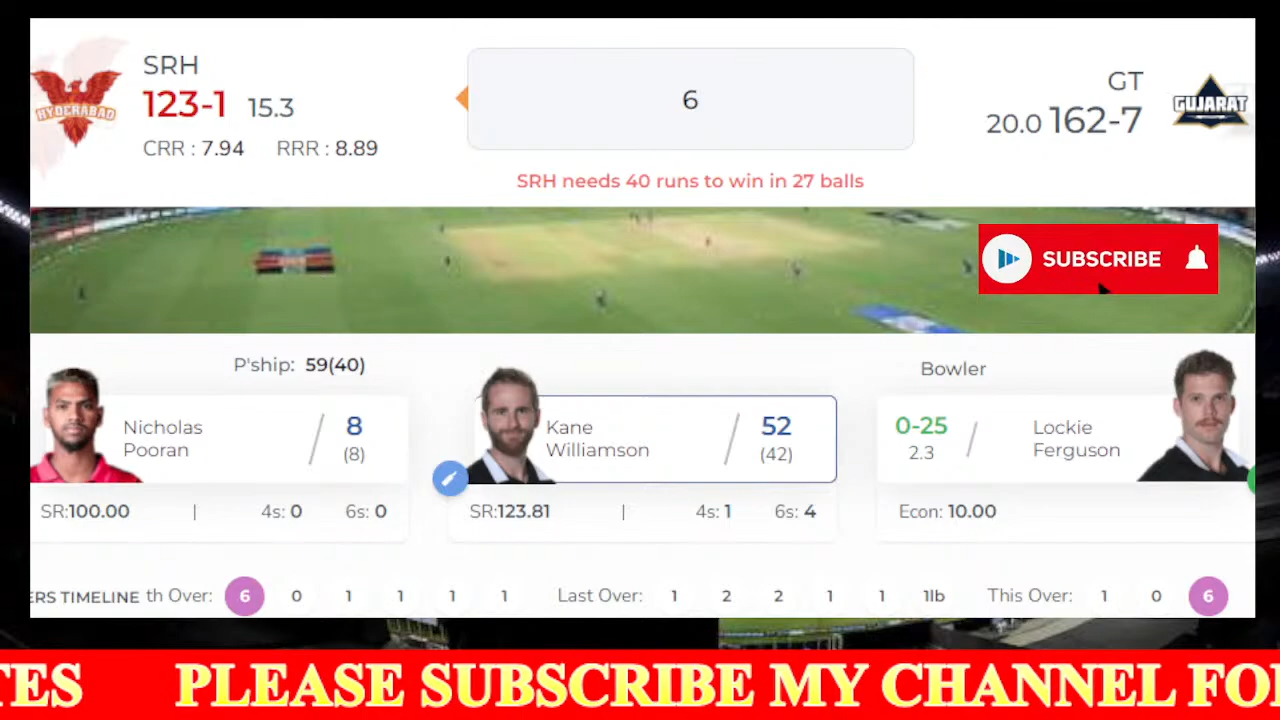 SRH
123-1 15.3
CRR : 7.94 RRR : 8.89
HYDERABAD
6
SRH needs 40 runs to win in 27 balls
GT
20.0 162-7
GUJARAT
SUBSCRIBE
P'ship: 59(40)
Nicholas
Pooran
8
(8)
SR:100.00 | 4s: 0 6s: 0
Kane
Williamson
52
(42)
SR:123.81 | 4s: 1 6s: 4
Bowler
0-25
2.3
Lockie
Ferguson
Econ: 10.00
ERS TIMELINE th Over: 6 0 1 1 1 1 Last Over: 1 2 2 1 1 1lb This Over: 1 0 6
TES PLEASE SUBSCRIBE MY CHANNEL FO